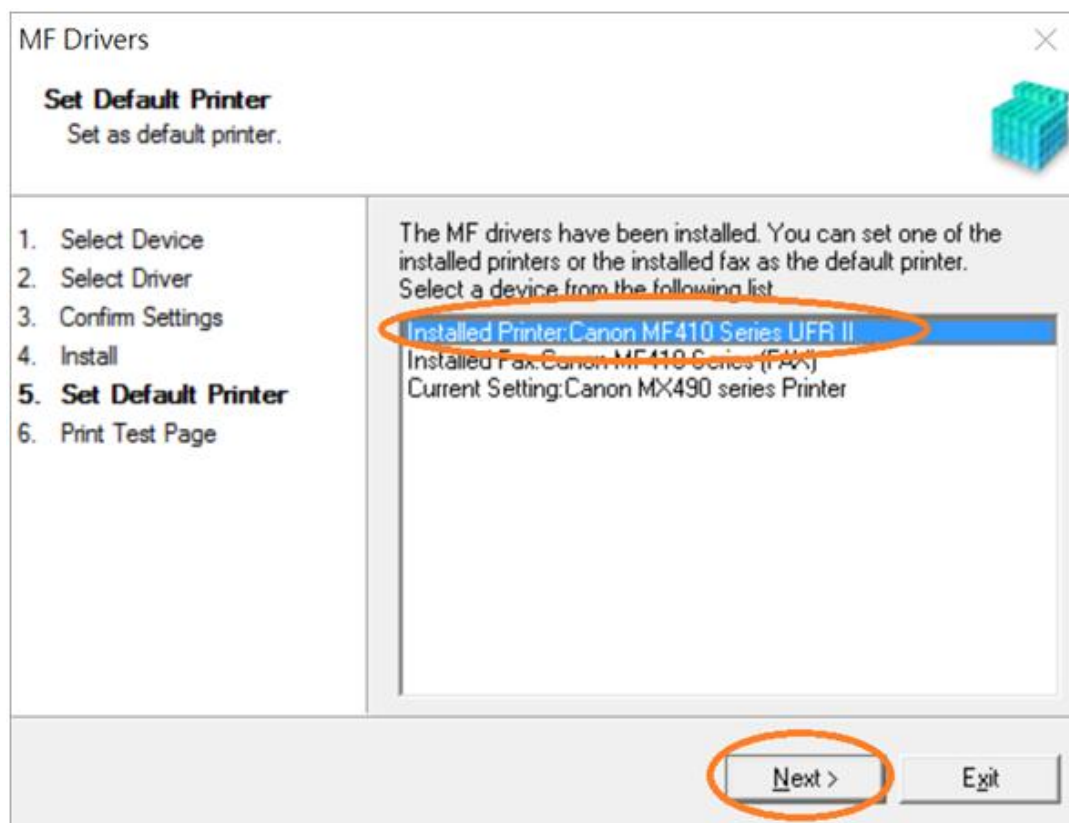 MF Drivers
Set Default Printer
Set as default printer.
1. Select Device
2. Select Driver
3. Confirm Settings
4. Install
5. Set Default Printer
6. Print Test Page
The MF drivers have been installed. You can set one of the
installed printers or the installed fax as the default printer.
Select a device from the following list.
Installed Printer:Canon MF410 Series UFR II
Installed Fax:Canon MF410 Series (FAX)
Current Setting:Canon MX490 series Printer
Next >
Exit